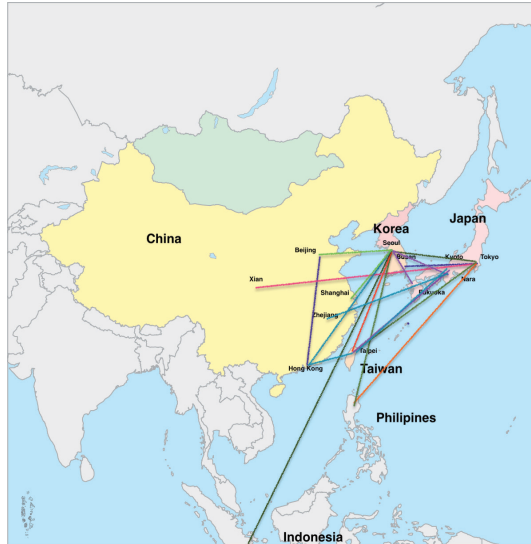 Korea
Japan
China
Seoul
Beijing
Busan
Kyoto
Tokyo
Xian
Nara
Shanghai
Fukuoka
Zhejiang
Taipei
Hong Kong
Taiwan
Philipines
Indonesia